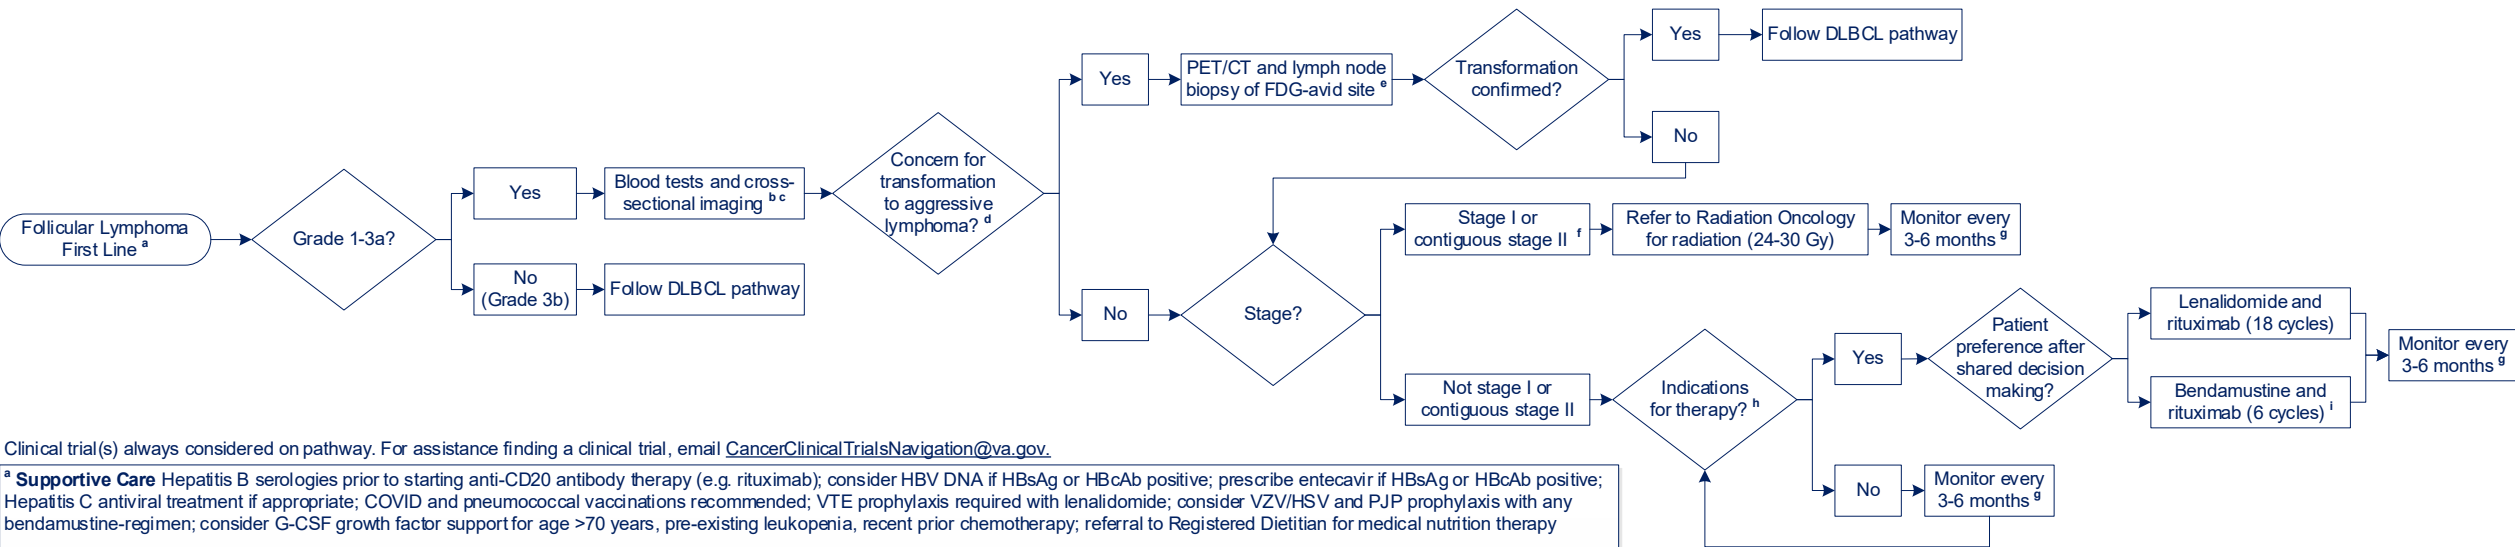 Follicular Lymphoma
First Line a
Grade 1-3a?
Yes
No
(Grade 3b)
Blood tests and cross-
sectional imaging b c
Follow DLBCL pathway
Concern for
transformation
to aggressive
lymphoma? d
Yes
No
PET/CT and lymph node
biopsy of FDG-avid site e
Transformation
confirmed?
Yes
No
Follow DLBCL pathway
Stage?
Stage I or
contiguous stage II f
Refer to Radiation Oncology
for radiation (24-30 Gy)
Monitor every
3-6 months g
Not stage I or
contiguous stage II
Indications
for therapy? h
Yes
No
Monitor every
3-6 months g
Patient
preference after
shared decision
making?
Lenalidomide and
rituximab (18 cycles)
Bendamustine and
rituximab (6 cycles) i
Monitor every
3-6 months g
Clinical trial(s) always considered on pathway. For assistance finding a clinical trial, email CancerClinicalTrialsNavigation@va.gov.
a Supportive Care Hepatitis B serologies prior to starting anti-CD20 antibody therapy (e.g. rituximab); consider HBV DNA if HBsAg or HBcAb positive; prescribe entecavir if HBsAg or HBcAb positive;
Hepatitis C antiviral treatment if appropriate; COVID and pneumococcal vaccinations recommended; VTE prophylaxis required with lenalidomide; consider VZV/HSV and PJP prophylaxis with any
bendamustine-regimen; consider G-CSF growth factor support for age >70 years, pre-existing leukopenia, recent prior chemotherapy; referral to Registered Dietitian for medical nutrition therapy